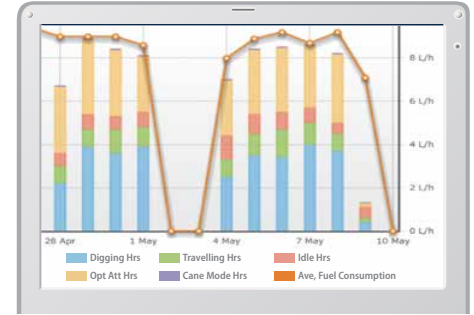 8 L/h
6 L/h
4 L/h
2 L/h
0 L/h
28 Apr 1 May 4 May 7 May 10 May
Digging Hrs Travelling Hrs Idle Hrs
Opt Att Hrs Cane Mode Hrs Ave, Fuel Consumption